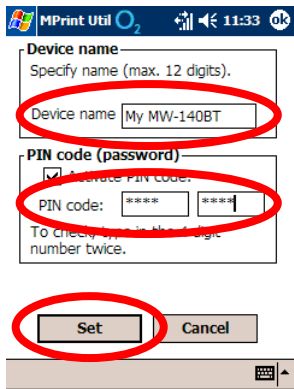 MPrint Util O2 11:33 ok
Device name
Specify name (max. 12 digits).
Device name My MW-140BT
PIN code (password)
Activate PIN code.
PIN code: **** ****
To check, type in the 4 digit
number twice.
Set Cancel